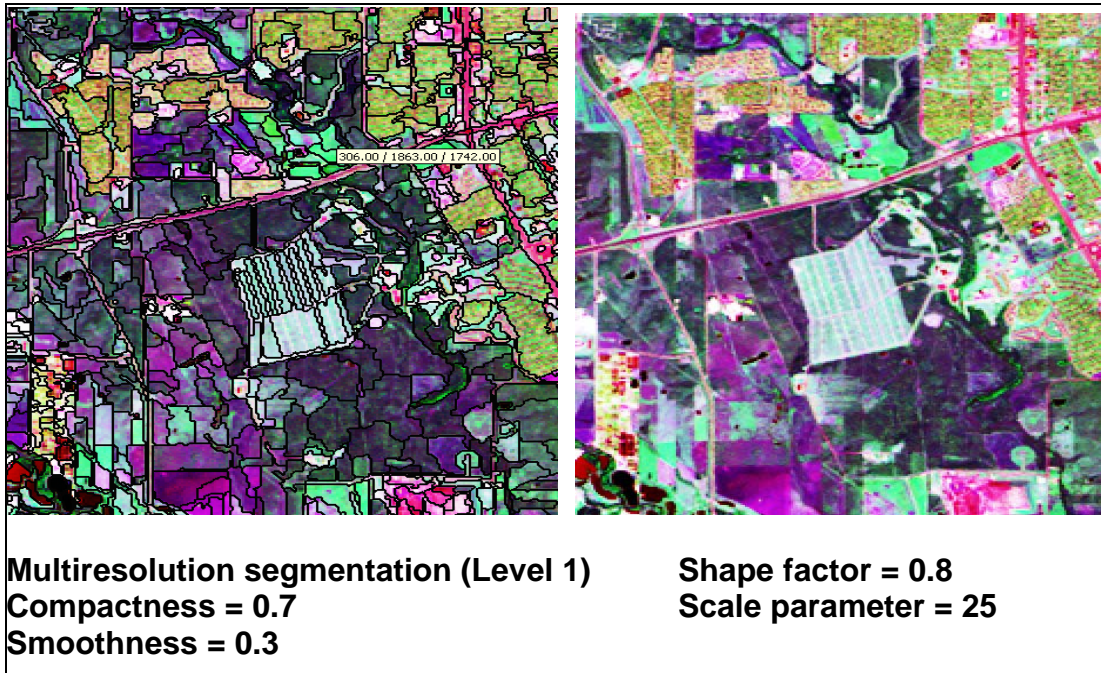 306.00 / 1863.00 / 1742.00
Multiresolution segmentation (Level 1)
Compactness = 0.7
Smoothness = 0.3
Shape factor = 0.8
Scale parameter = 25